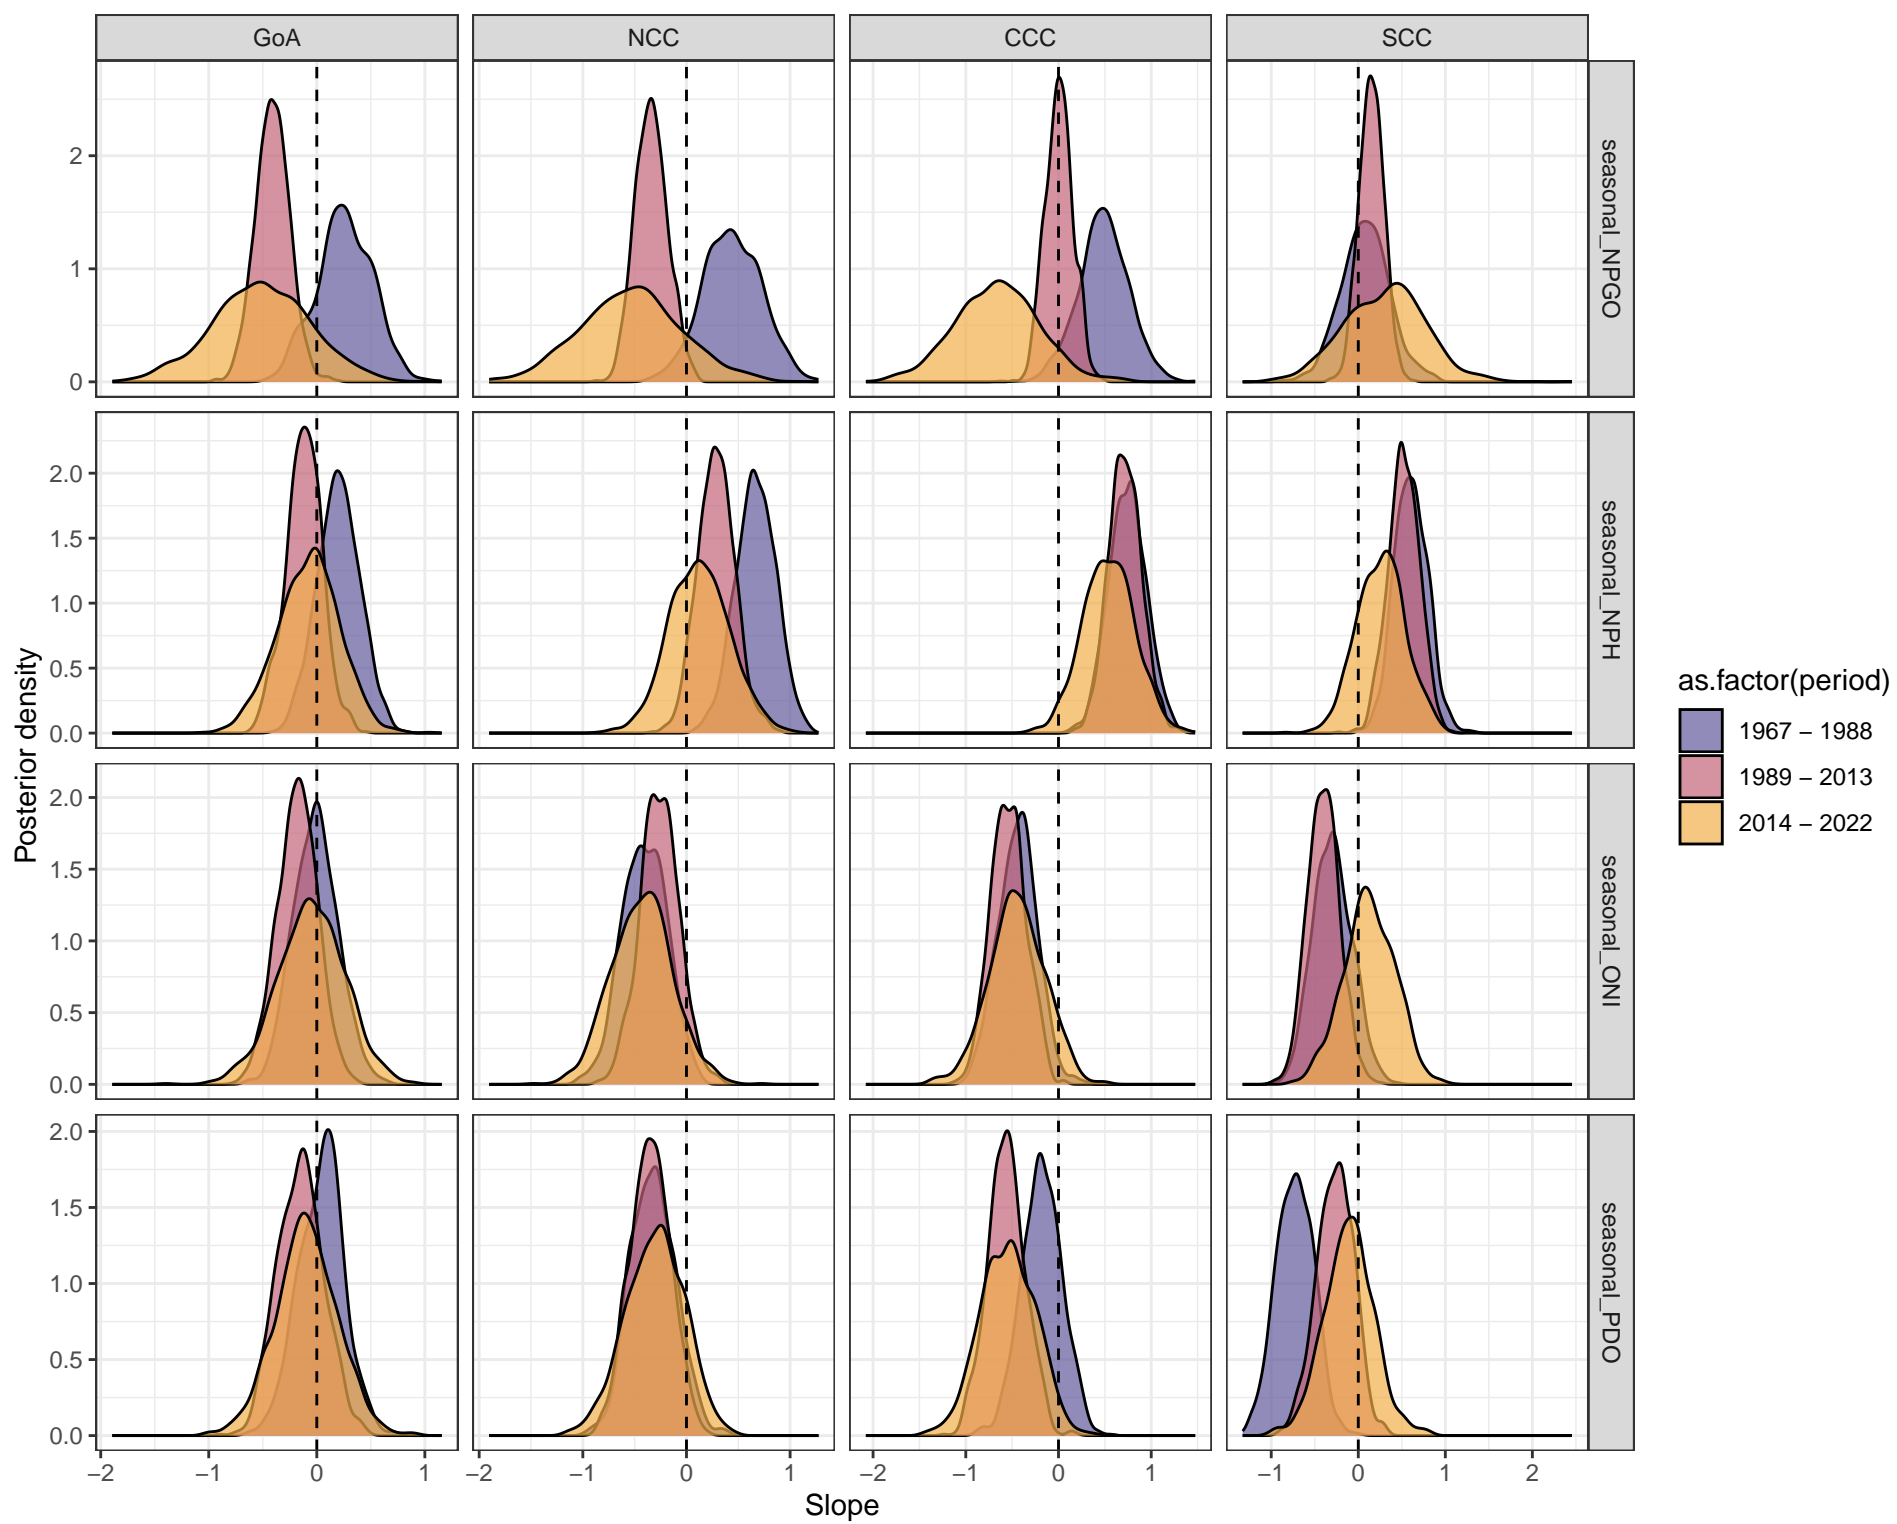 GoA NCC CCC SCC
seasonal_NPGO
2
1
0
seasonal_NPH
2.0
1.5
1.0
0.5
0.0
seasonal_ONI
2.0
1.5
1.0
0.5
0.0
seasonal_PDO
2.0
1.5
1.0
0.5
0.0
−2 −1 0 1 −2 −1 0 1 −2 −1 0 1 −1 0 1 2
Slope
Posterior density
as.factor(period)
1967 − 1988
1989 − 2013
2014 − 2022